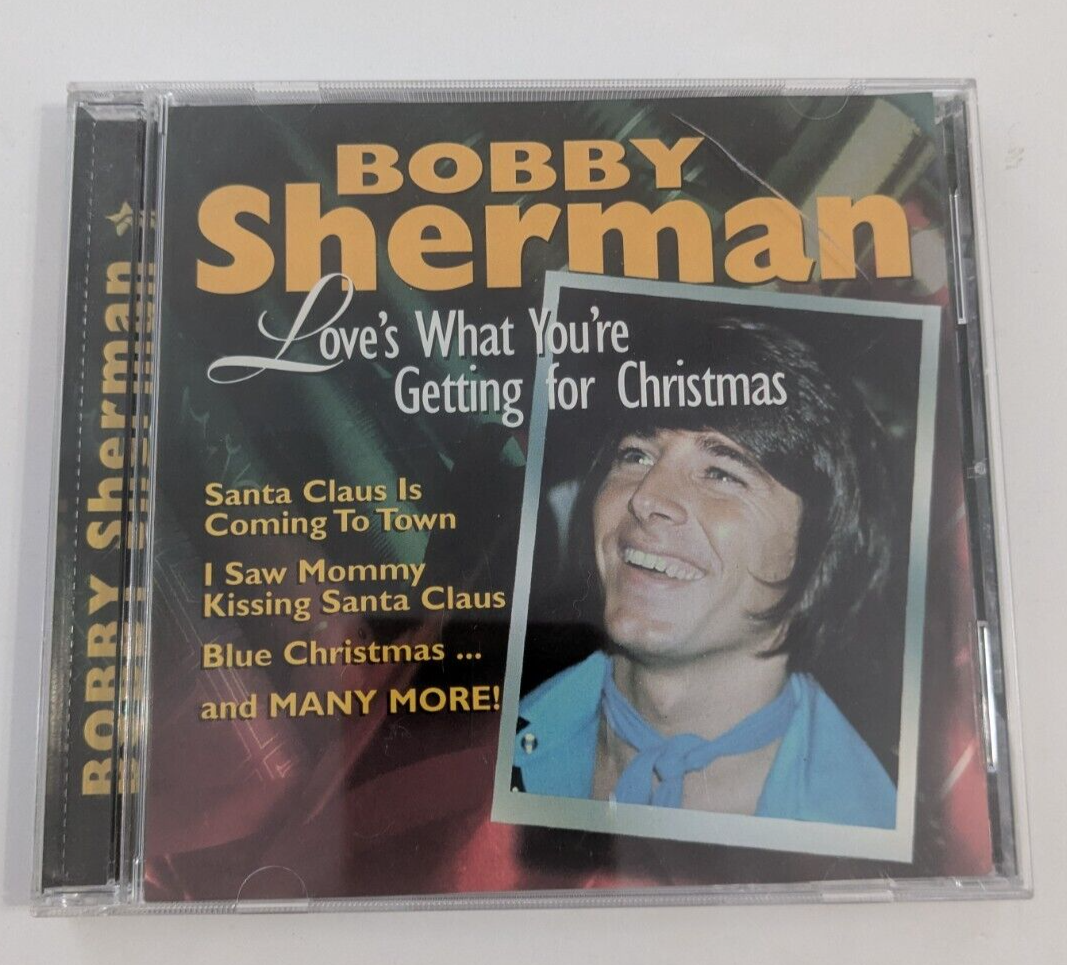 BOBBY
Sherman
Love's What You're
Getting for Christmas
Santa Claus Is
Coming To Town
I Saw Mommy
Kissing Santa Claus
Blue Christmas ...
and MANY MORE!
BOBBY Sherman